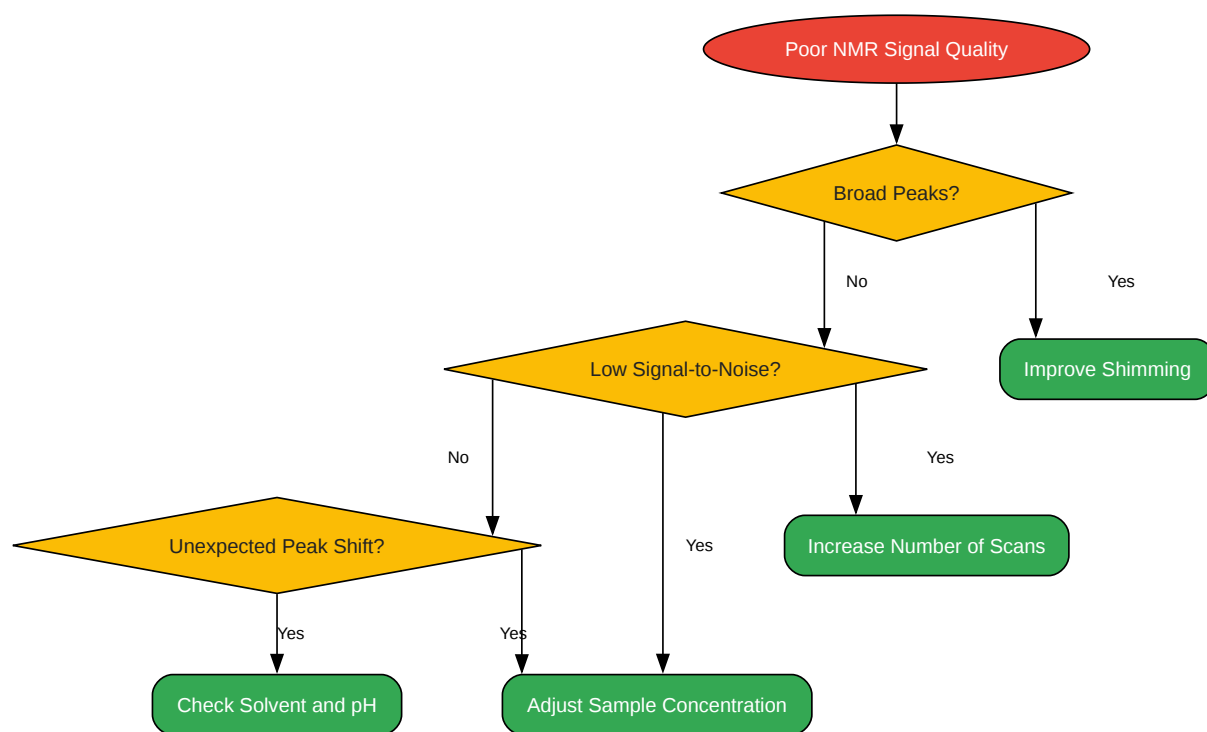 Poor NMR Signal Quality
Broad Peaks?
No
Yes
Low Signal-to-Noise?
Improve Shimming
No
Yes
Unexpected Peak Shift?
Yes
Increase Number of Scans
Yes
Yes
Check Solvent and pH
Adjust Sample Concentration